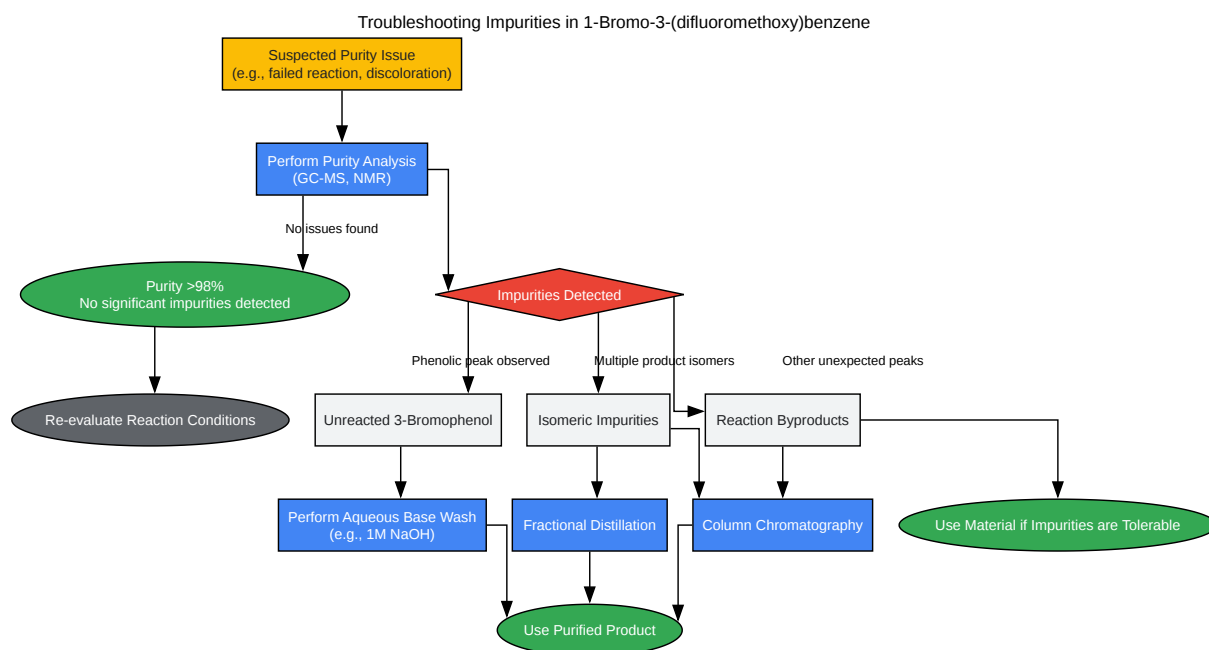 Troubleshooting Impurities in 1-Bromo-3-(difluoromethoxy)benzene
Suspected Purity Issue
(e.g., failed reaction, discoloration)
Perform Purity Analysis
(GC-MS, NMR)
No issues found
Purity >98%
No significant impurities detected
Impurities Detected
Phenolic peak observed
Multiple product isomers
Other unexpected peaks
Re-evaluate Reaction Conditions
Unreacted 3-Bromophenol
Isomeric Impurities
Reaction Byproducts
Perform Aqueous Base Wash
(e.g., 1M NaOH)
Fractional Distillation
Column Chromatography
Use Material if Impurities are Tolerable
Use Purified Product